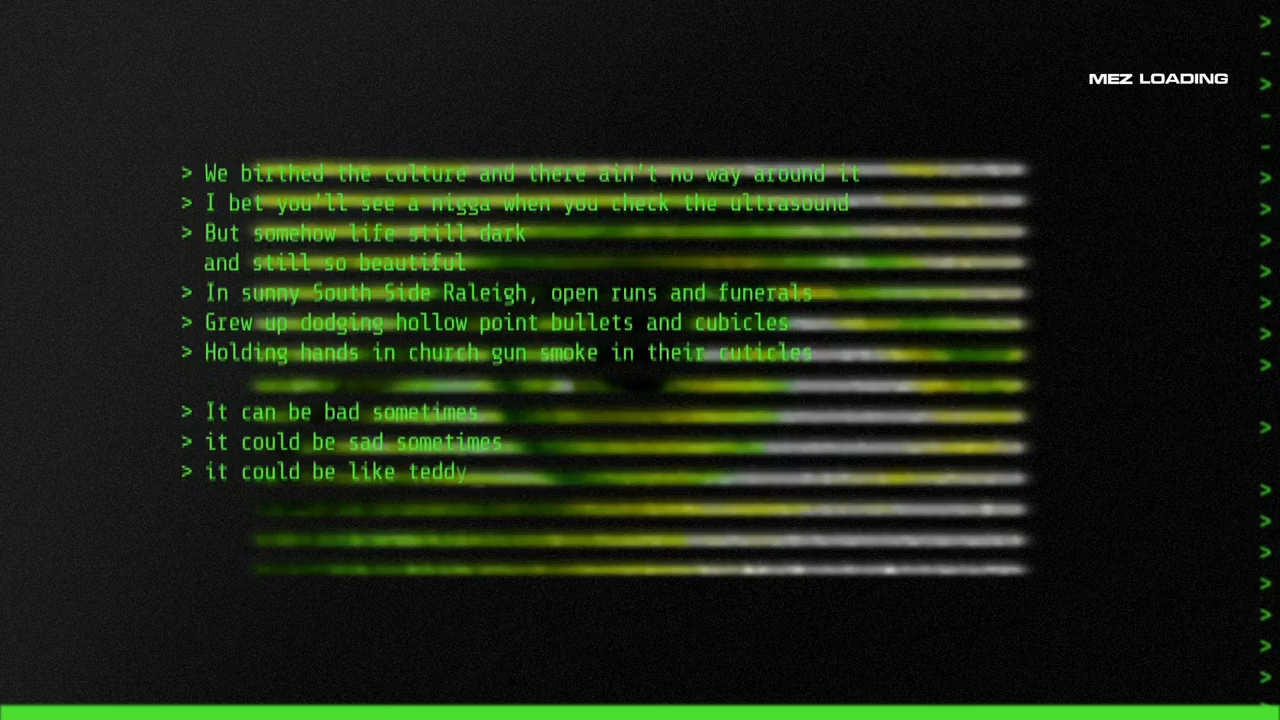 MEZ LOADING
> We birthed the culture and there ain't no way around it
> I bet you'll see a nigga when you check the ultrasound
> But somehow life still dark
and still so beautiful
> In sunny South Side Raleigh, open runs and funerals
> Grew up dodging hollow point bullets and cubicles
> Holding hands in church gun smoke in their cuticles
> It can be bad sometimes
> it could be sad sometimes
> it could be like teddy